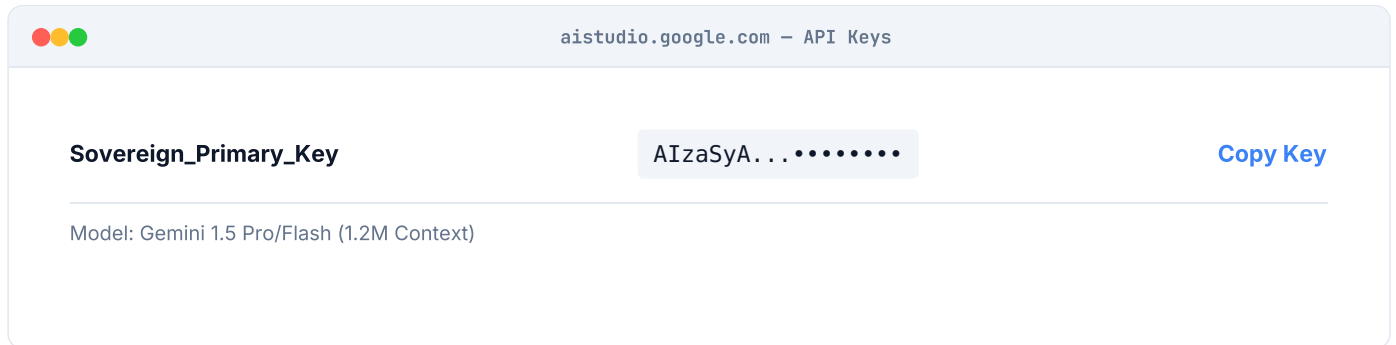 aistudio.google.com — API Keys
Sovereign_Primary_Key AIzaSyA...•••••••• Copy Key
Model: Gemini 1.5 Pro/Flash (1.2M Context)